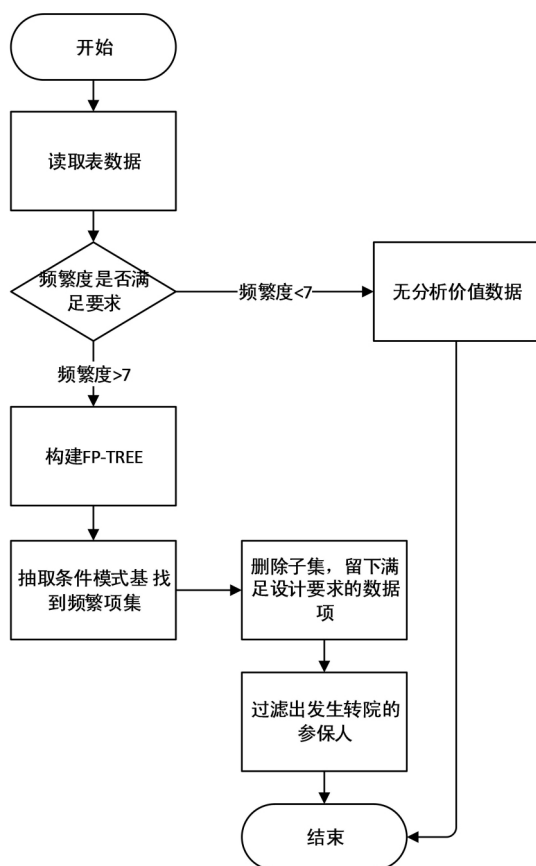 开始
读取表数据
频繁度是否满
足要求
频繁度<7
无分析价值数据
频繁度>7
构建FP-TREE
抽取条件模式基 找
到频繁项集
删除子集，留下满
足设计要求的数据
项
过滤出发生转院的
参保人
结束